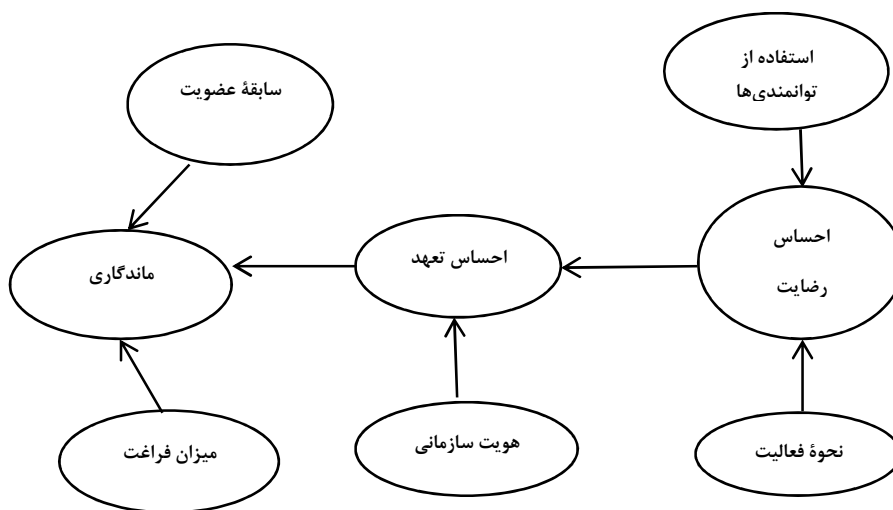 استفاده از
توانمندی‌ها
سابقهٔ عضویت
احساس
رضایت
احساس تعهد
ماندگاری
نحوهٔ فعالیت
هویت سازمانی
میزان فراغت